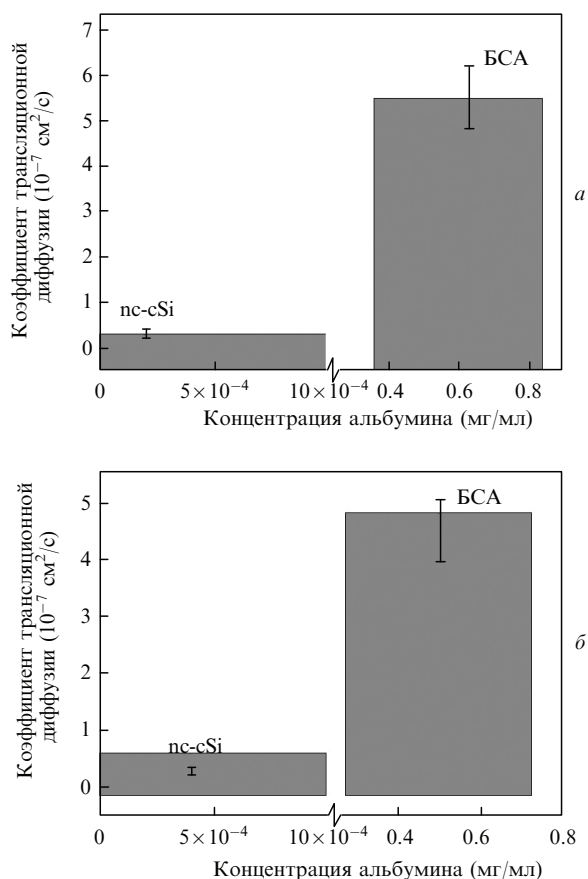 Коэффициент трансляционной
диффузии (10⁻⁷ см²/с)
7
6
5
4
3
2
1
0
БСА
nc-cSi
а
0
5×10⁻⁴
10×10⁻⁴
0.4
0.6
0.8
Концентрация альбумина (мг/мл)
Коэффициент трансляционной
диффузии (10⁻⁷ см²/с)
5
4
3
2
1
0
БСА
nc-cSi
б
0
5×10⁻⁴
10×10⁻⁴
0.4
0.6
0.8
Концентрация альбумина (мг/мл)